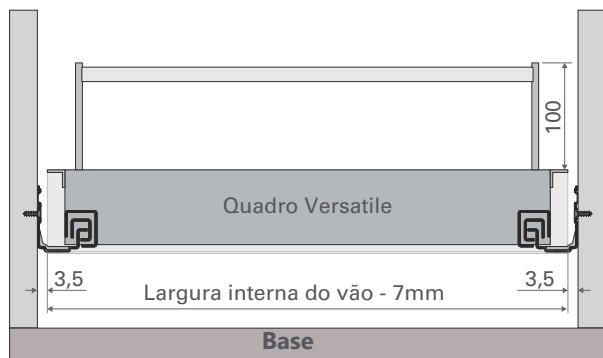 100
Quadro Versatile
3,5
3,5
Largura interna do vão - 7mm
Base